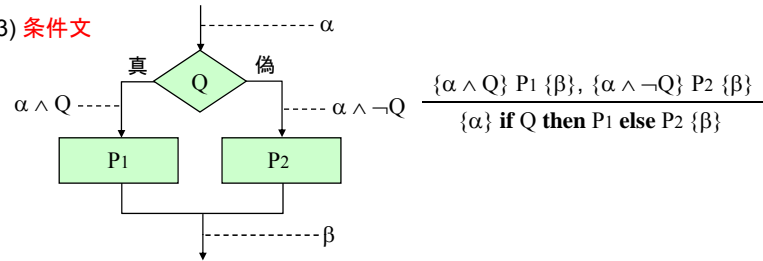 3) 条件文
α
真 Q 偽
α ∧ Q
α ∧ ¬Q
P1
P2
β
{α ∧ Q} P1 {β}, {α ∧ ¬Q} P2 {β}
{α} if Q then P1 else P2 {β}